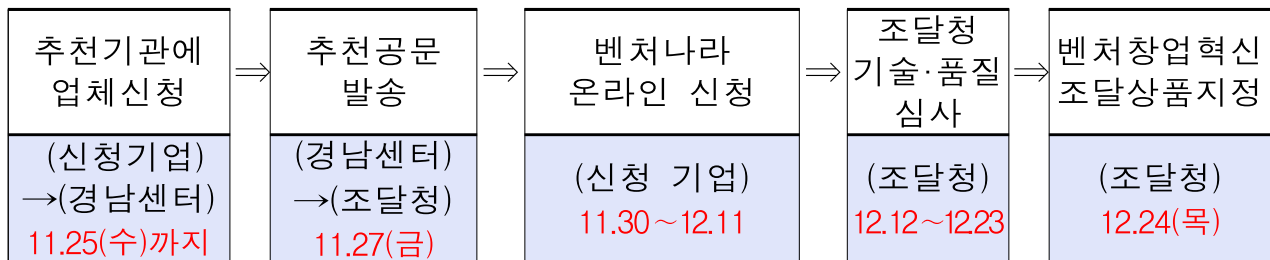 추천기관에
업체신청
⇒
추천공문
발송
⇒
벤처나라
온라인 신청
⇒
조달청
기술·품질
심사
⇒
벤처창업혁신
조달상품지정
(신청기업)
→(경남센터)
11.25(수)까지
(경남센터)
→(조달청)
11.27(금)
(신청 기업)
11.30～12.11
(조달청)
12.12～12.23
(조달청)
12.24(목)